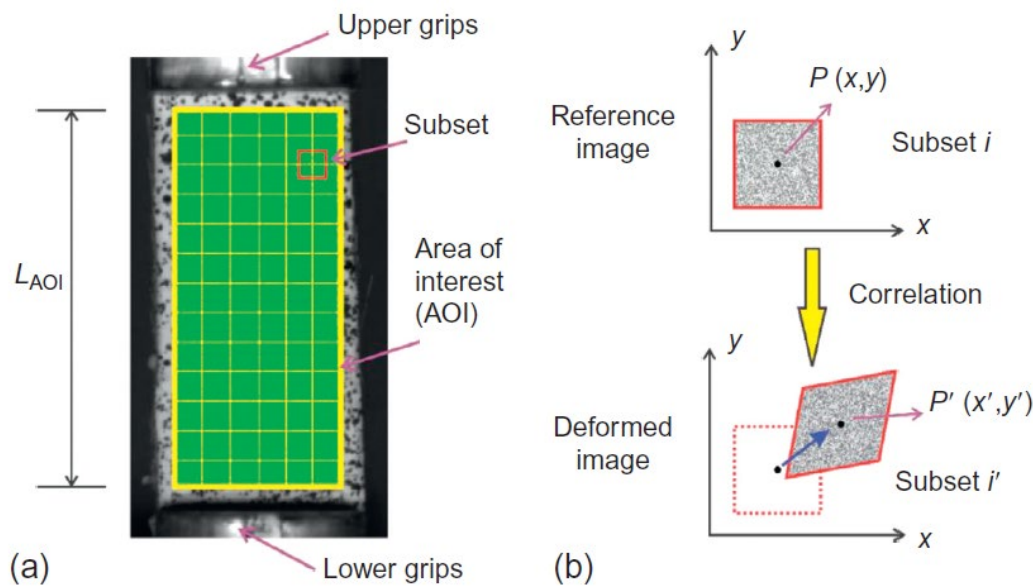 Upper grips
Subset
Area of
interest
(AOI)
L_AOI
Lower grips
(a)
y
P (x,y)
Reference
image
Subset i
x
Correlation
y
P′ (x′,y′)
Deformed
image
Subset i′
x
(b)